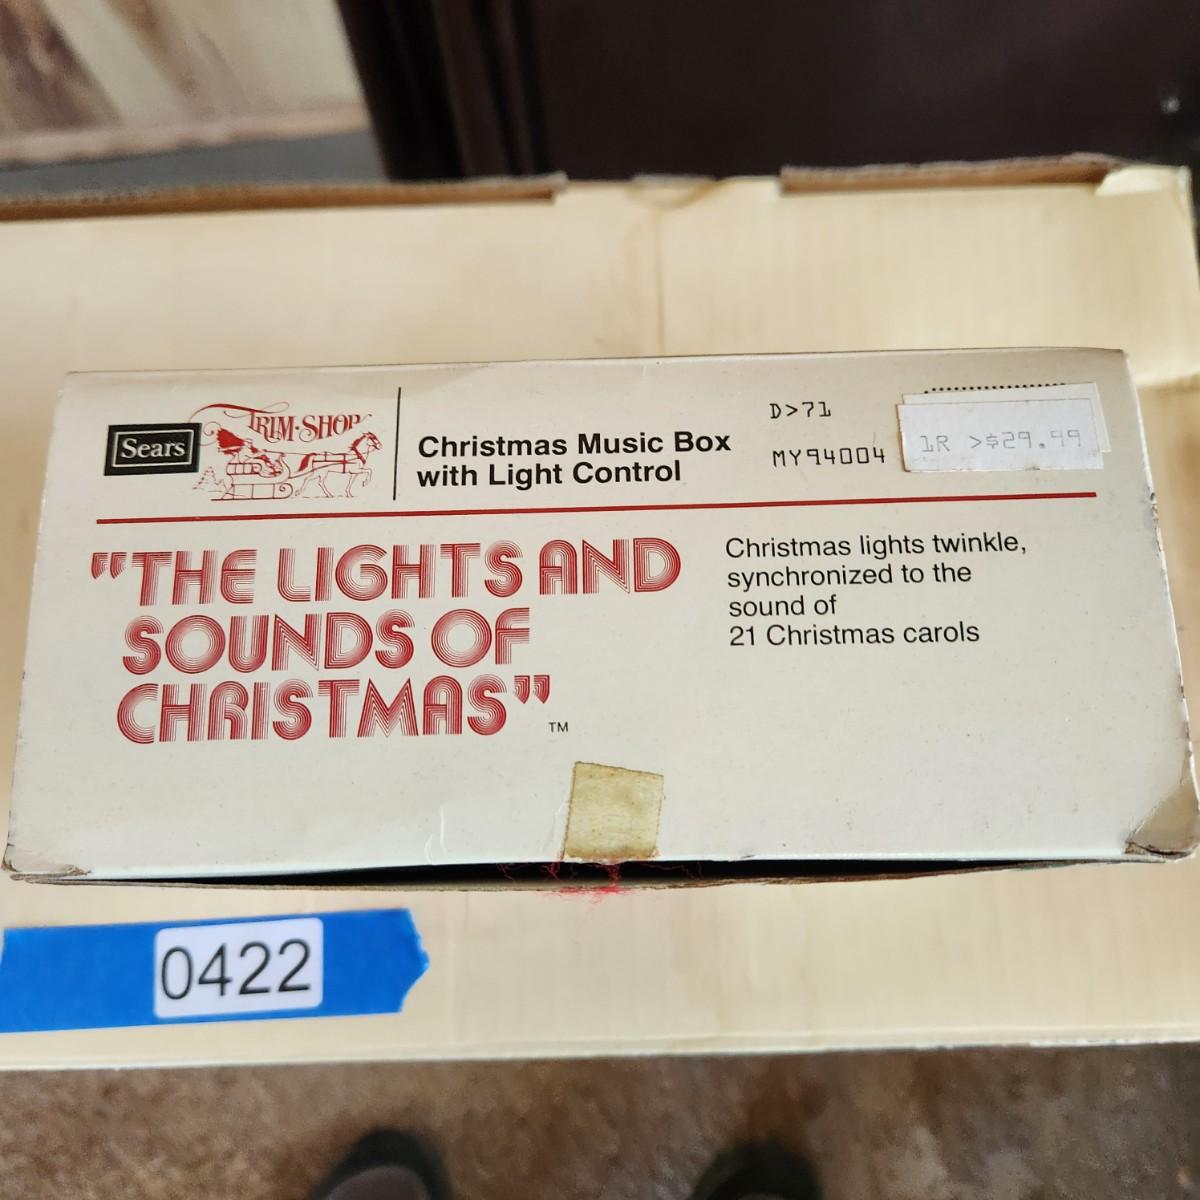 Sears
TRIM·SHOP
Christmas Music Box
with Light Control
D>71
MY94004
1R >$29.99
"THE LIGHTS AND
SOUNDS OF
CHRISTMAS"™
Christmas lights twinkle,
synchronized to the
sound of
21 Christmas carols
0422